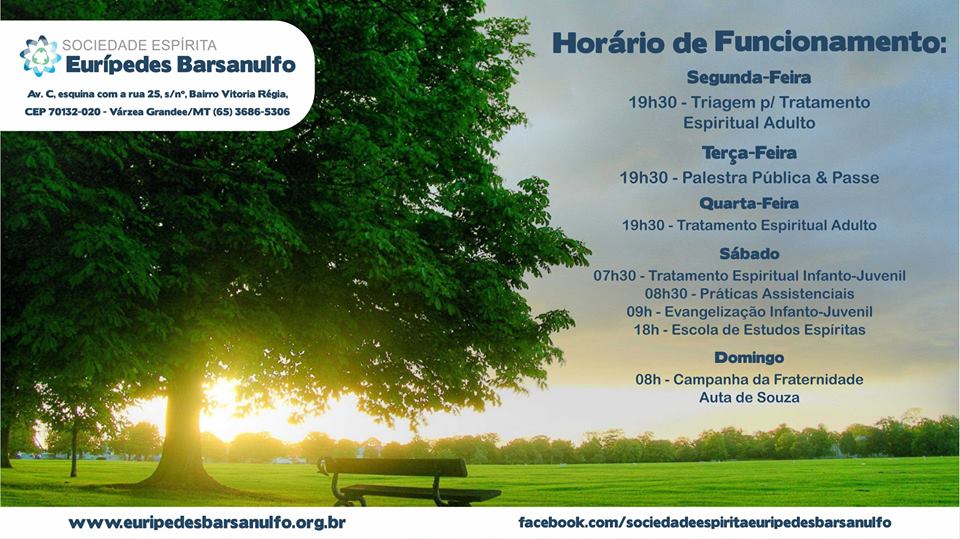 SOCIEDADE ESPÍRITA
Eurípedes Barsanulfo
Av. C, esquina com a rua 25, s/nº, Bairro Vitoria Régia,
CEP 70132-020 - Várzea Grandee/MT (65) 3686-5306
Horário de Funcionamento:
Segunda-Feira
19h30 - Triagem p/ Tratamento
Espiritual Adulto
Terça-Feira
19h30 - Palestra Pública & Passe
Quarta-Feira
19h30 - Tratamento Espiritual Adulto
Sábado
07h30 - Tratamento Espiritual Infanto-Juvenil
08h30 - Práticas Assistenciais
09h - Evangelização Infanto-Juvenil
18h - Escola de Estudos Espíritas
Domingo
08h - Campanha da Fraternidade
Auta de Souza
www.euripedesbarsanulfo.org.br
facebook.com/sociedadeespiritaeuripedesbarsanulfo